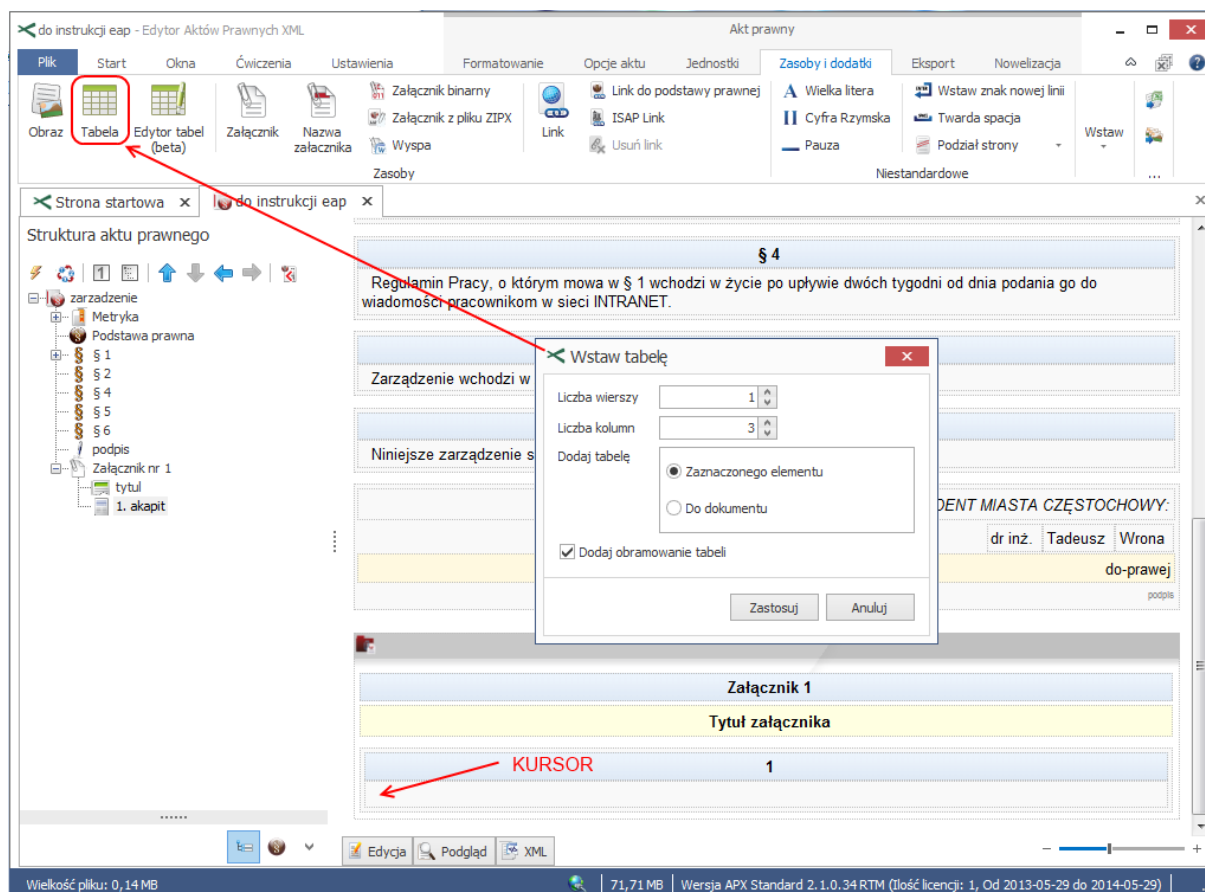 do instrukcji eap - Edytor Aktów Prawnych XML
Akt prawny
Plik Start Okna Ćwiczenia Ustawienia Formatowanie Opcje aktu Jednostki Zasoby i dodatki Eksport Nowelizacja
Obraz
Tabela
Edytor tabel (beta)
Załącznik
Nazwa załacznika
Załącznik binarny
Załącznik z pliku ZIPX
Wyspa
Link
Link do podstawy prawnej
ISAP Link
Usuń link
A Wielka litera
II Cyfra Rzymska
Pauza
Wstaw znak nowej linii
Twarda spacja
Podział strony
Wstaw
Zasoby
Niestandardowe
...
Strona startowa x
do instrukcji eap x
Struktura aktu prawnego
zarzadzenie
Metryka
Podstawa prawna
§ 1
§ 2
§ 4
§ 5
§ 6
podpis
Załącznik nr 1
tytul
1. akapit
§ 4
Regulamin Pracy, o którym mowa w § 1 wchodzi w życie po upływie dwóch tygodni od dnia podania go do
wiadomości pracownikom w sieci INTRANET.
Zarządzenie wchodzi w
Niniejsze zarządzenie s
DENT MIASTA CZĘSTOCHOWY:
dr inż. Tadeusz Wrona
do-prawej
podpis
Wstaw tabelę
Liczba wierszy 1
Liczba kolumn 3
Dodaj tabelę
Zaznaczonego elementu
Do dokumentu
Dodaj obramowanie tabeli
Zastosuj Anuluj
Załącznik 1
Tytuł załącznika
KURSOR
1
Edycja Podgląd XML
Wielkość pliku: 0,14 MB
71,71 MB Wersja APX Standard 2.1.0.34 RTM (Ilość licencji: 1, Od 2013-05-29 do 2014-05-29)